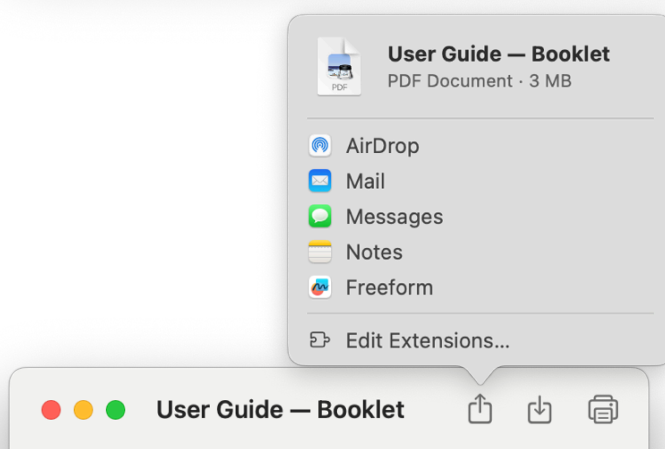 User Guide — Booklet
PDF Document · 3 MB
PDF
AirDrop
Mail
Messages
Notes
Freeform
Edit Extensions...
User Guide — Booklet